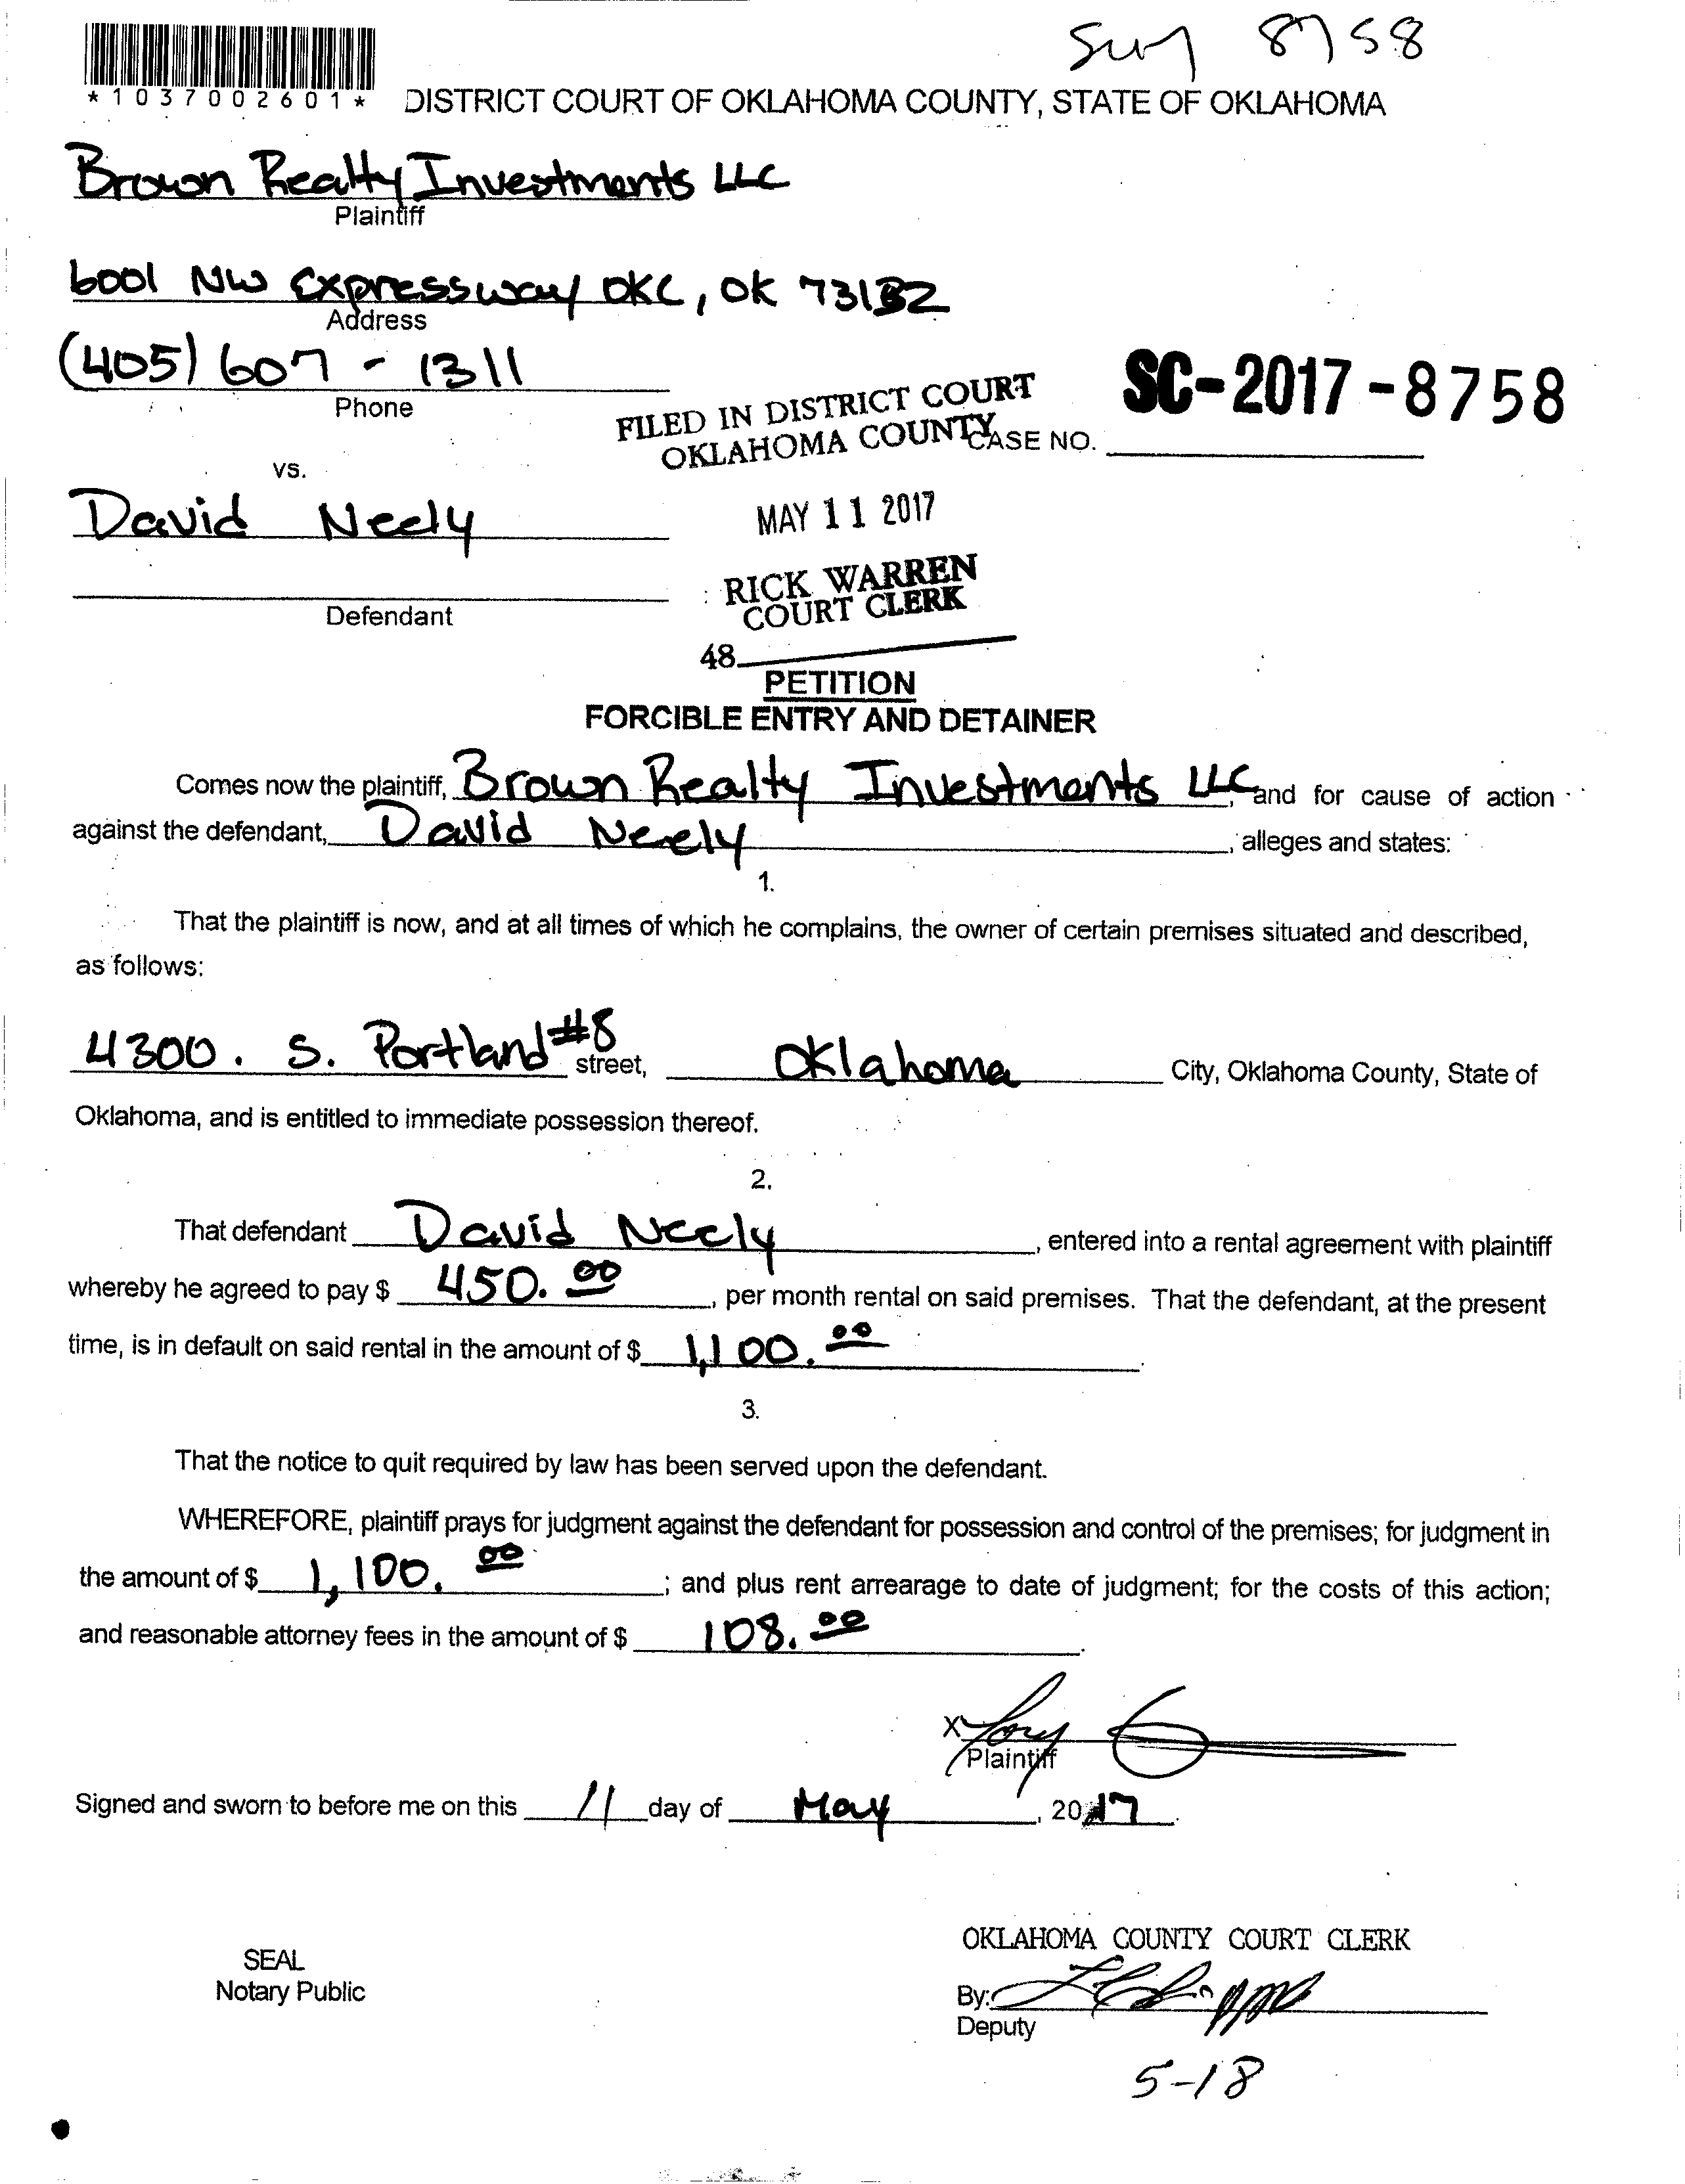 8758
*1037002601*
DISTRICT COURT OF OKLAHOMA COUNTY, STATE OF OKLAHOMA
Brown Realty Investments LLC
Plaintiff
6001 NW Expressway OKC, OK 73132
Address
(405) 607 - 1311
Phone
FILED IN DISTRICT COURT
OKLAHOMA COUNTY
SC-2017-8758
CASE NO.
vs.
David Neely
MAY 11 2017
RICK WARREN
COURT CLERK
Defendant
48
PETITION
FORCIBLE ENTRY AND DETAINER
Comes now the plaintiff, Brown Realty Investments LLC, and for cause of action
against the defendant, David Neely, alleges and states:
1.
That the plaintiff is now, and at all times of which he complains, the owner of certain premises situated and described,
as follows:
4300. S. Portland #8 street, Oklahoma City, Oklahoma County, State of
Oklahoma, and is entitled to immediate possession thereof.
2.
That defendant David Neely, entered into a rental agreement with plaintiff
whereby he agreed to pay $ 450.00, per month rental on said premises. That the defendant, at the present
time, is in default on said rental in the amount of $ 1,100.00.
3.
That the notice to quit required by law has been served upon the defendant.
WHEREFORE, plaintiff prays for judgment against the defendant for possession and control of the premises; for judgment in
the amount of $ 1,100.00; and plus rent arrearage to date of judgment; for the costs of this action;
and reasonable attorney fees in the amount of $ 108.00.
X
Plaintiff
Signed and sworn to before me on this 11 day of May, 2017.
OKLAHOMA COUNTY COURT CLERK
SEAL
Notary Public
By:
Deputy
5-18